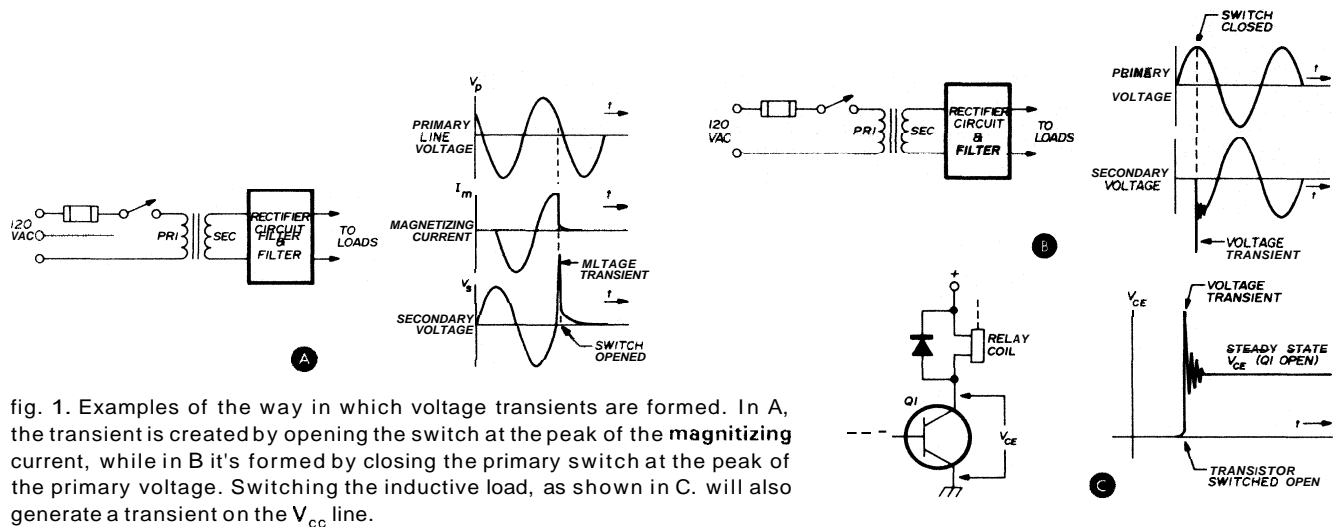 120
VAC
PRI
SEC
RECTIFIER
CIRCUIT
FILTER
&
FILTER
TO
LOADS
A
Vp
t
PRIMARY
LINE
VOLTAGE
Im
t
MAGNETIZING
CURRENT
MLTAGE
TRANSIENT
Vs
t
SECONDARY
VOLTAGE
SWITCH
OPENED
120
VAC
PRI
SEC
RECTIFIER
CIRCUIT
&
FILTER
TO
LOADS
B
SWITCH
CLOSED
t
PRIMARY
LINE
VOLTAGE
SECONDARY
VOLTAGE
t
VOLTAGE
TRANSIENT
+
RELAY
COIL
Q1
VCE
C
VCE
VOLTAGE
TRANSIENT
STEADY STATE
VCE (Q1 OPEN)
t
TRANSISTOR
SWITCHED OPEN
fig. 1. Examples of the way in which voltage transients are formed. In A,
the transient is created by opening the switch at the peak of the magnitizing
current, while in B it's formed by closing the primary switch at the peak of
the primary voltage. Switching the inductive load, as shown in C. will also
generate a transient on the Vcc line.